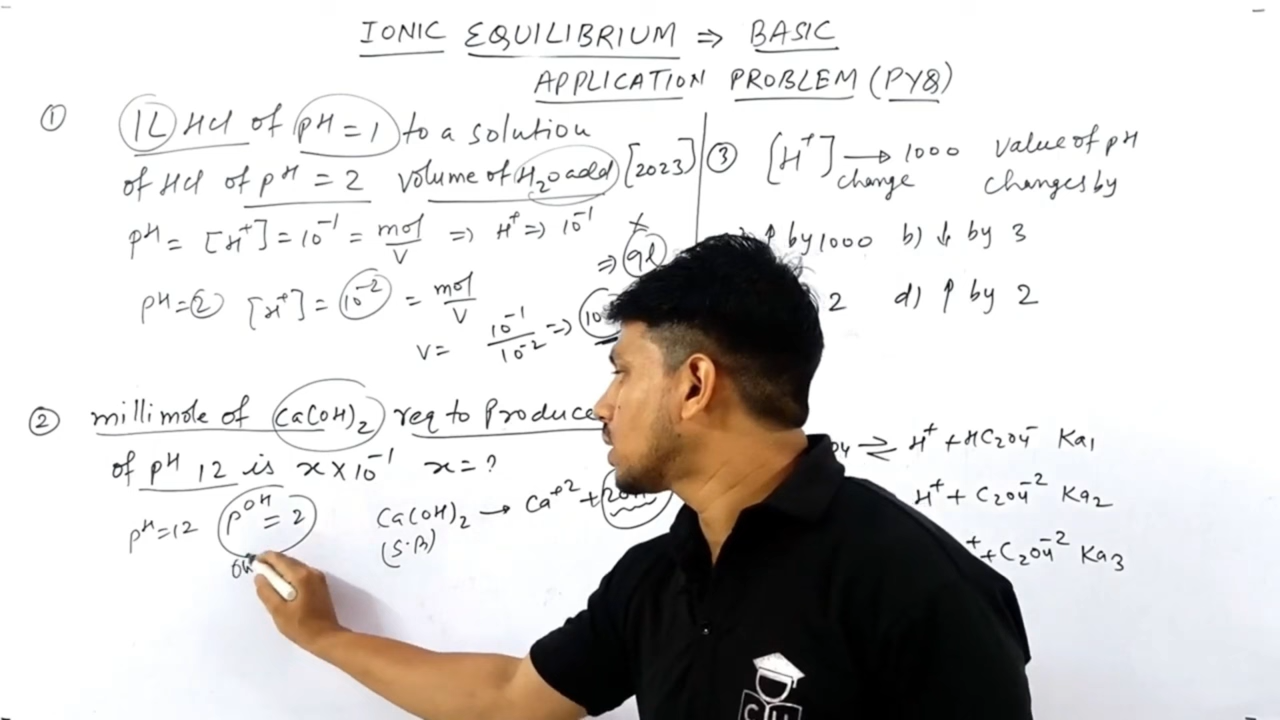 IONIC EQUILIBRIUM ⇒ BASIC
APPLICATION PROBLEM (PYQ)
① 1L HCl of pH = 1 to a solution
of HCl of pH = 2 volume of H₂O add [2023]
pH = [H⁺] = 10⁻¹ = mol/V ⇒ H⁺ ⇒ 10⁻¹
⇒ 9L
pH = 2 [H⁺] = 10⁻² = mol/V
V = 10⁻¹/10⁻² ⇒ 10
② millimole of Ca(OH)₂ req to Produce
of pH 12 is x × 10⁻¹ x = ?
pH = 12 pOH = 2 Ca(OH)₂ → Ca⁺² + 2OH
(S.B)
OH
③ [H⁺] → 1000 value of pH
change changes by
↑ by 1000 b) ↓ by 3
2 d) ↑ by 2
O₄ ⇌ H⁺ + HC₂O₄⁻ Ka₁
H⁺ + C₂O₄⁻² Ka₂
⁺ + C₂O₄⁻² Ka₃
C U